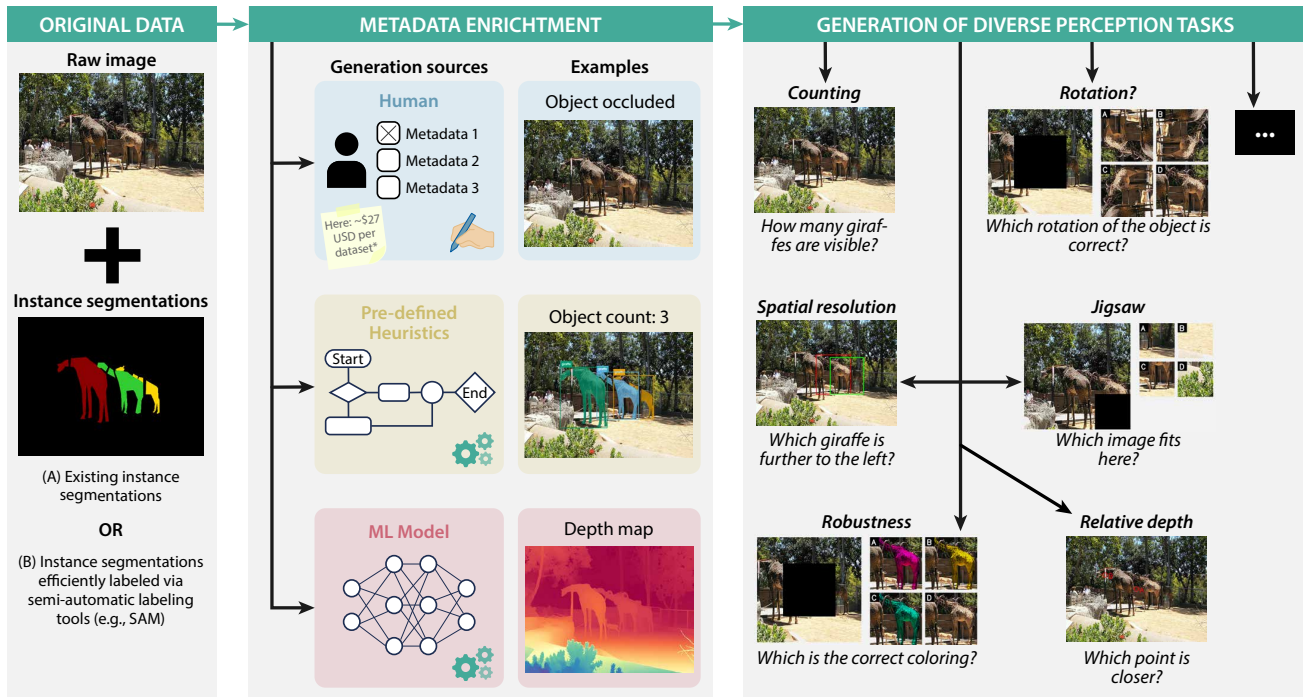 ORIGINAL DATA
Raw image
Instance segmentations
(A) Existing instance
segmentations
OR
(B) Instance segmentations
efficiently labeled via
semi-automatic labeling
tools (e.g., SAM)
METADATA ENRICHTMENT
Generation sources
Examples
Human
Metadata 1
Metadata 2
Metadata 3
Here: ~$27
USD per
dataset*
Object occluded
Pre-defined
Heuristics
Start
End
Object count: 3
ML Model
Depth map
GENERATION OF DIVERSE PERCEPTION TASKS
Counting
How many giraf-
fes are visible?
Rotation?
A
B
C
D
Which rotation of the object is
correct?
...
Spatial resolution
Which giraffe is
further to the left?
Jigsaw
A
B
C
D
Which image fits
here?
Robustness
A
B
C
D
Which is the correct coloring?
Relative depth
Which point is
closer?